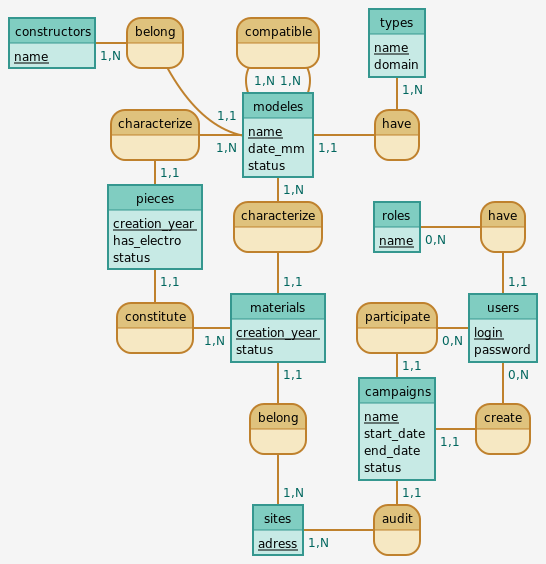 constructors
name
1,N
belong
compatible
1,N 1,N
types
name
domain
1,N
characterize
1,1
1,N
modeles
name
date_mm
status
1,1
have
1,1
1,N
pieces
creation_year
has_electro
status
characterize
roles
name
0,N
have
1,1
1,1
1,1
constitute
1,N
materials
creation_year
status
participate
0,N
users
login
password
1,1
1,1
0,N
belong
campaigns
name
start_date
end_date
status
1,1
create
1,N
1,1
sites
adress
1,N
audit